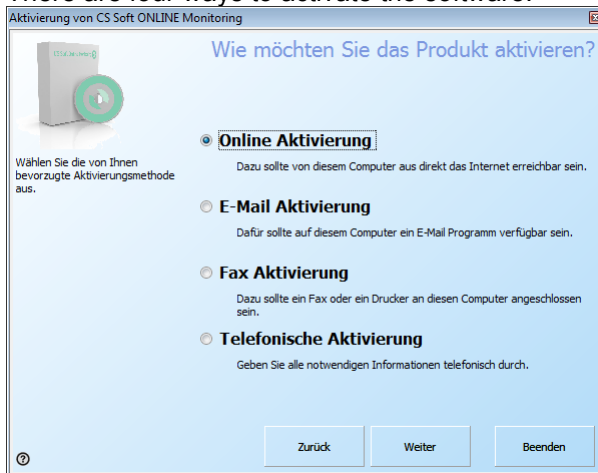 There are four ways to activate the software.
Aktivierung von CS Soft ONLINE Monitoring
Wie möchten Sie das Produkt aktivieren?
Wählen Sie die von Ihnen
bevorzugte Aktivierungsmethode
aus.
Online Aktivierung
Dazu sollte von diesem Computer aus direkt das Internet erreichbar sein.
E-Mail Aktivierung
Dafür sollte auf diesem Computer ein E-Mail Programm verfügbar sein.
Fax Aktivierung
Dazu sollte ein Fax oder ein Drucker an diesen Computer angeschlossen
sein.
Telefonische Aktivierung
Geben Sie alle notwendigen Informationen telefonisch durch.
Zurück
Weiter
Beenden